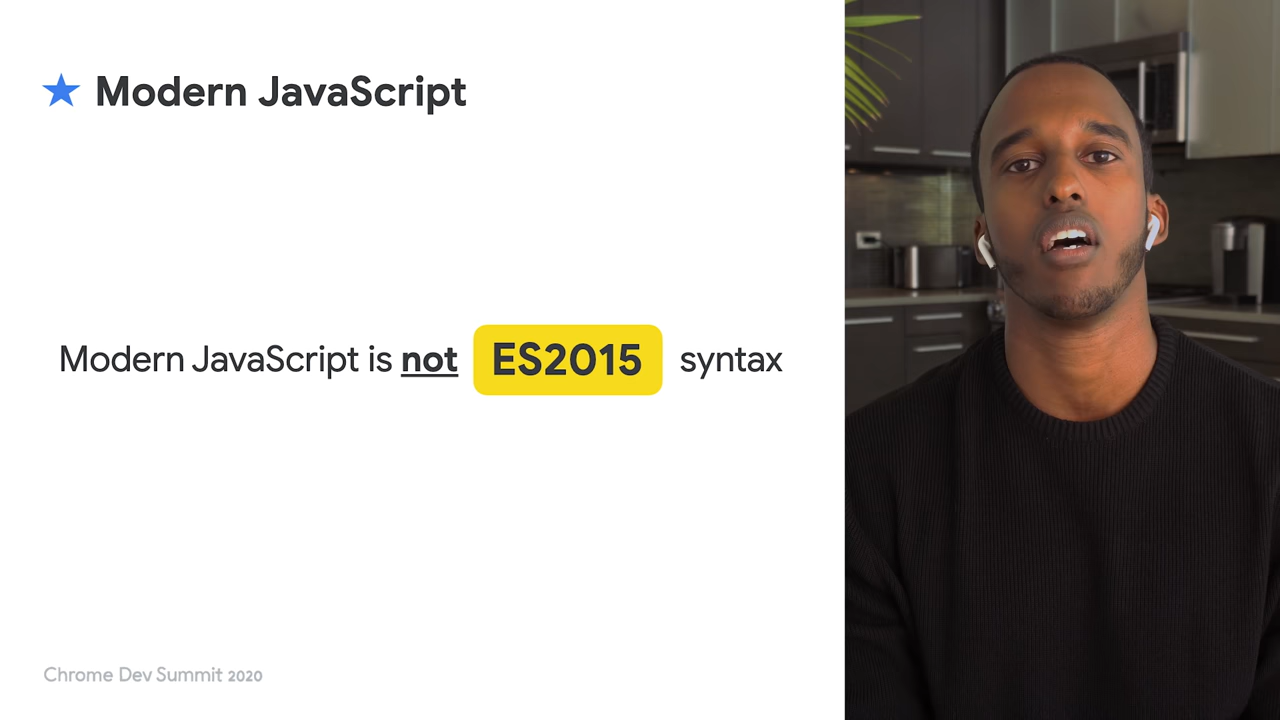 Modern JavaScript
Modern JavaScript is not ES2015 syntax
Chrome Dev Summit 2020